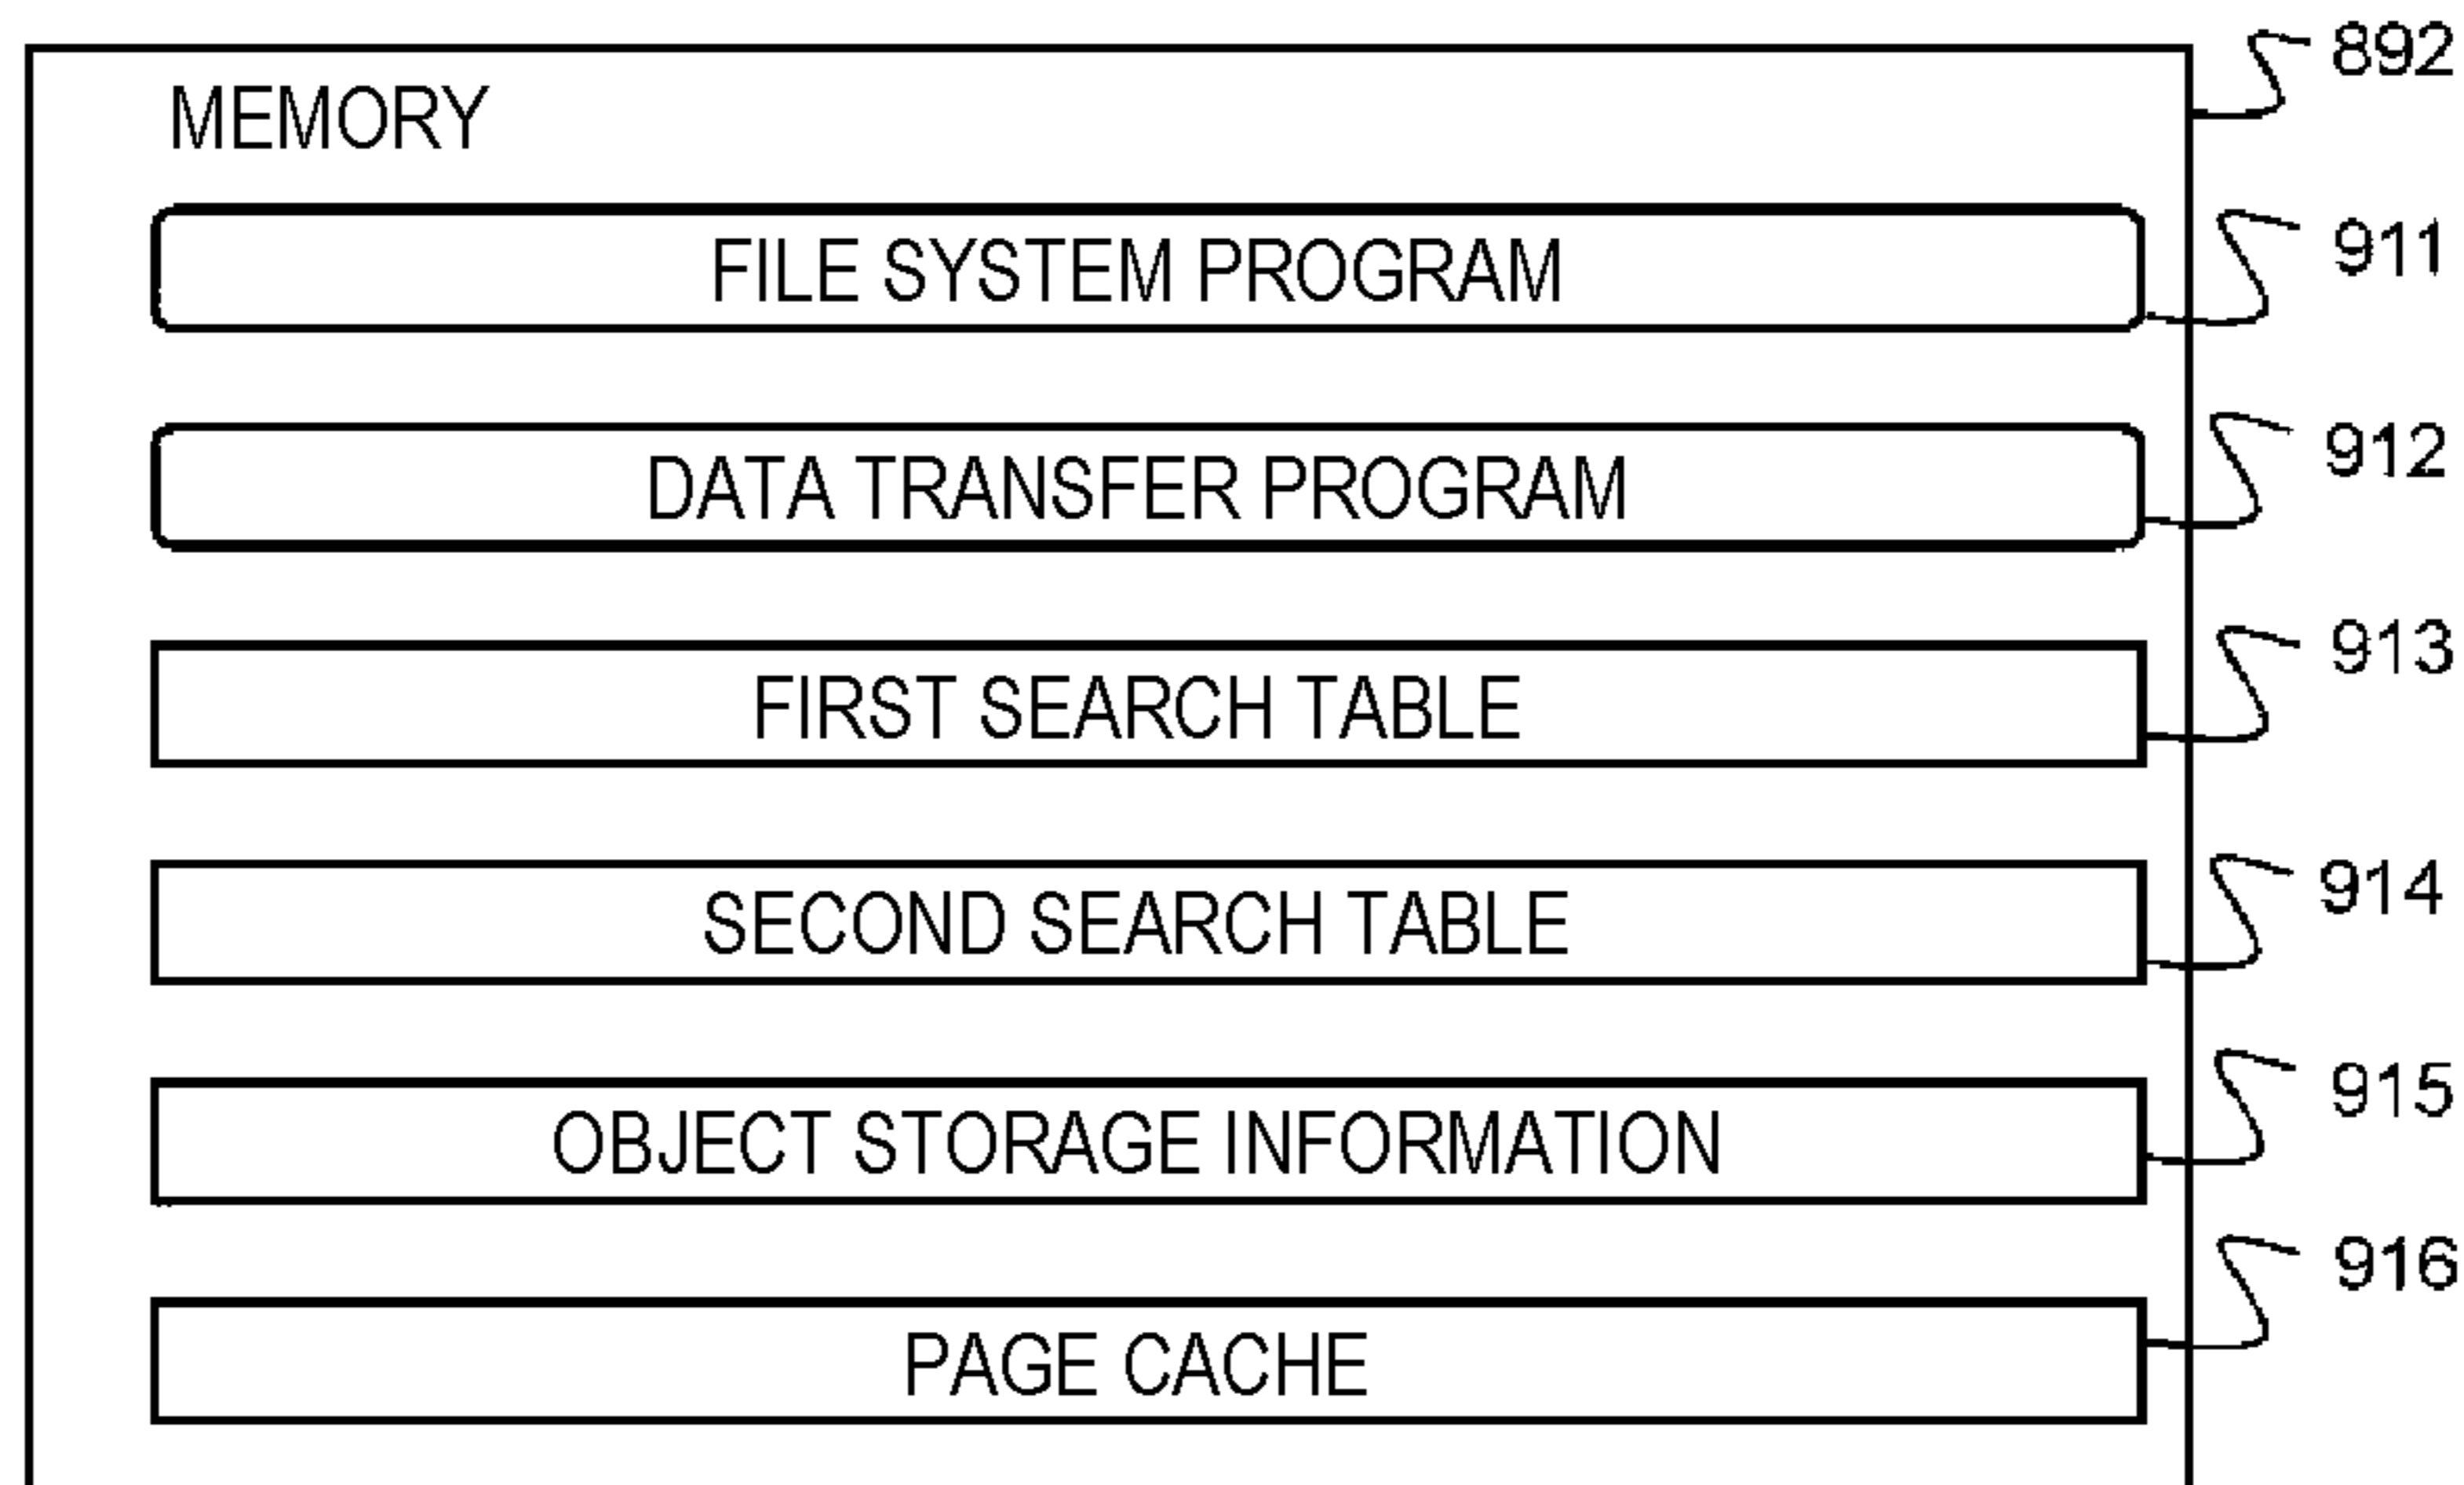 892
MEMORY
FILE SYSTEM PROGRAM
911
DATA TRANSFER PROGRAM
912
FIRST SEARCH TABLE
913
SECOND SEARCH TABLE
914
OBJECT STORAGE INFORMATION
915
PAGE CACHE
916